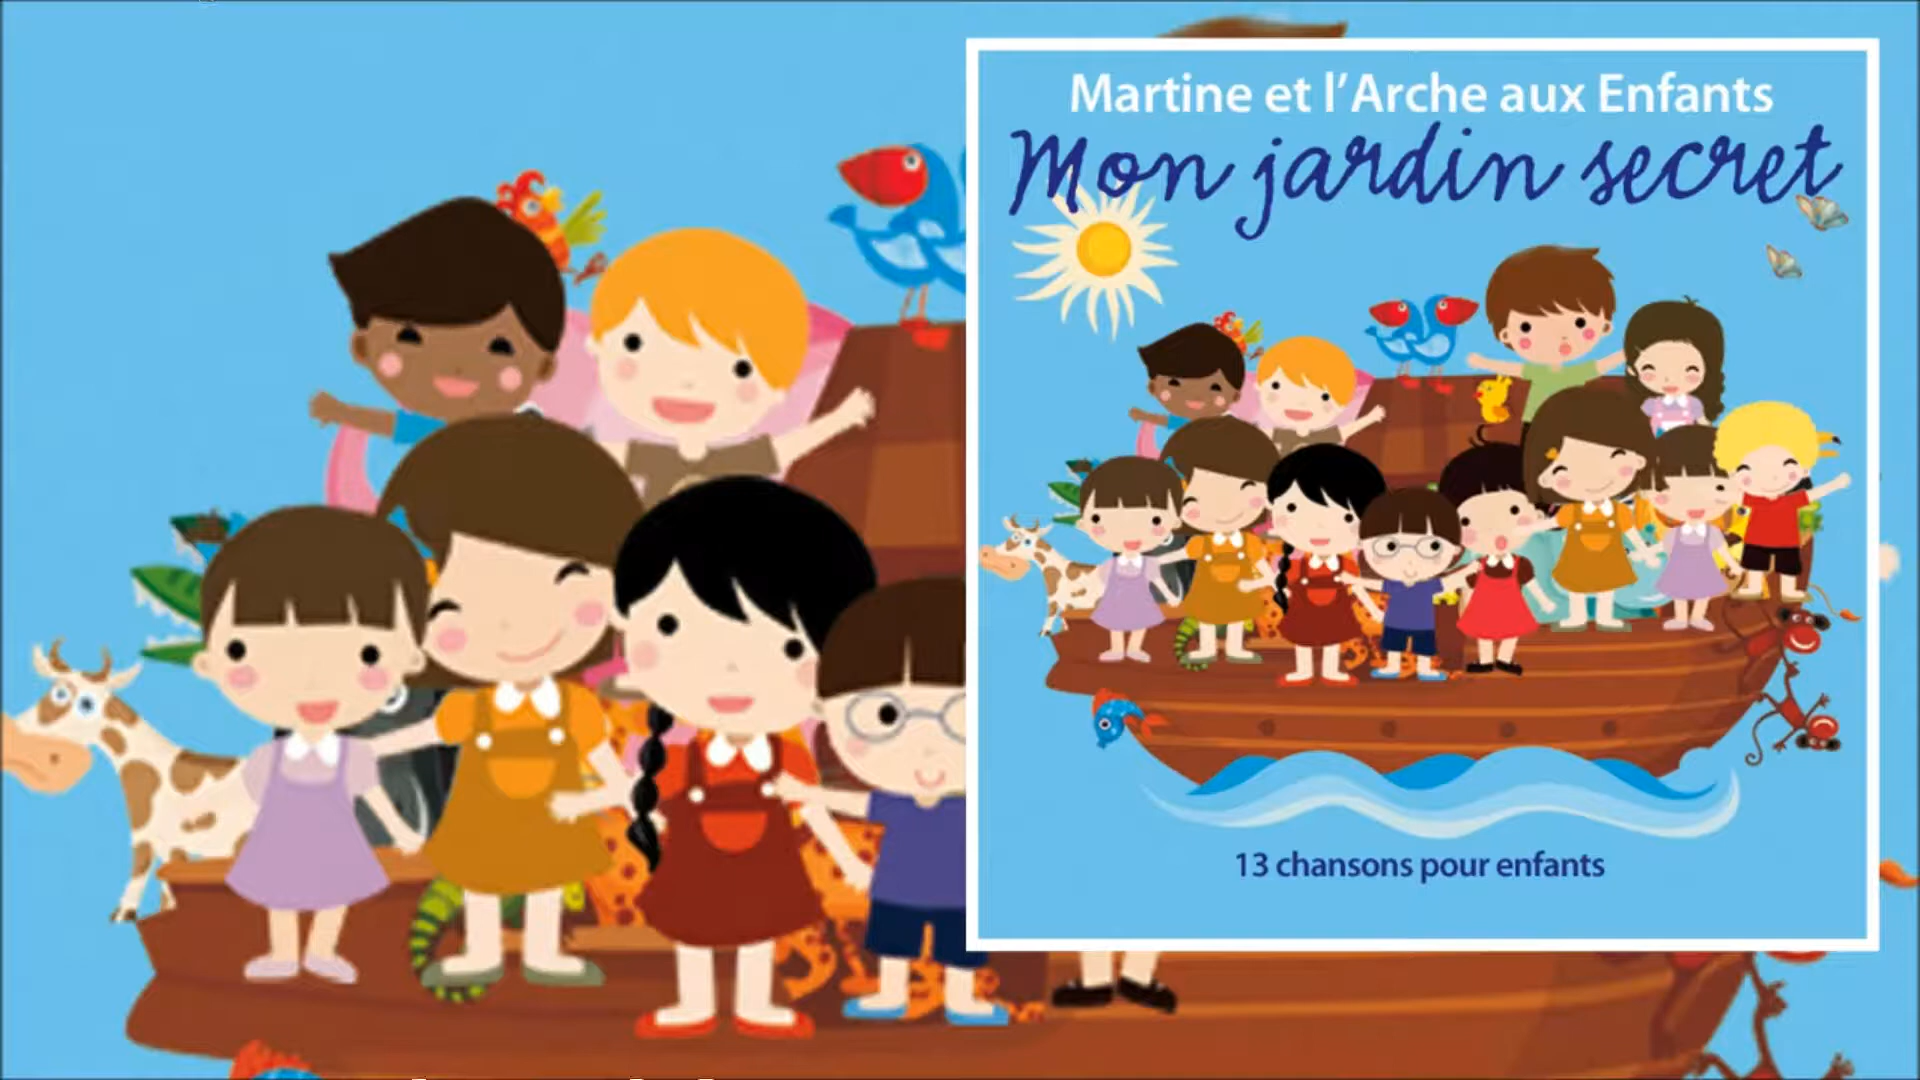 Martine et l'Arche aux Enfants
Mon jardin secret
13 chansons pour enfants